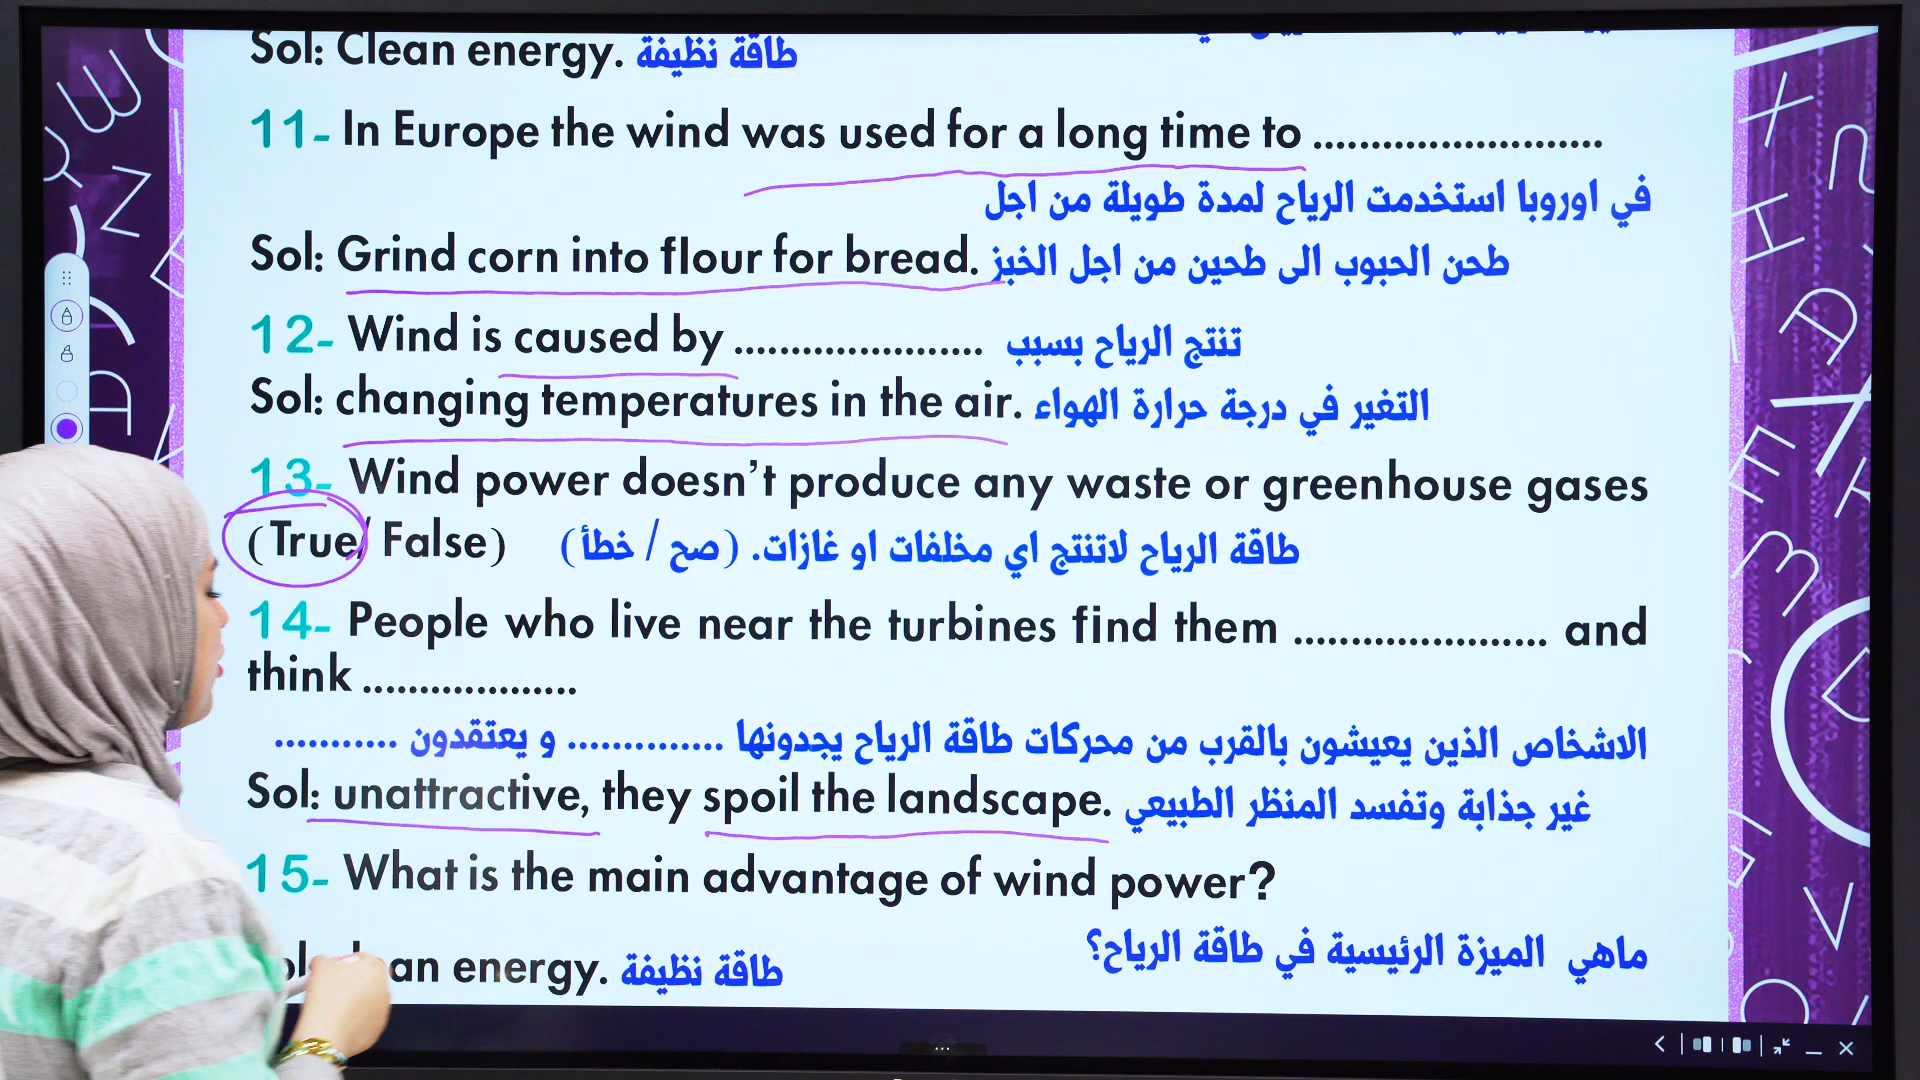 Sol: Clean energy. طاقة نظيفة
11- In Europe the wind was used for a long time to .........................
في اوروبا استخدمت الرياح لمدة طويلة من اجل
Sol: Grind corn into flour for bread. طحن الحبوب الى طحين من اجل الخبز
12- Wind is caused by ...................... تنتج الرياح بسبب
Sol: changing temperatures in the air. التغير في درجة حرارة الهواء
13- Wind power doesn't produce any waste or greenhouse gases
(True/ False) طاقة الرياح لاتنتج اي مخلفات او غازات. (صح / خطأ)
14- People who live near the turbines find them ...................... and
think ...................
الاشخاص الذين يعيشون بالقرب من محركات طاقة الرياح يجدونها .............. و يعتقدون ...........
Sol: unattractive, they spoil the landscape. غير جذابة وتفسد المنظر الطبيعي
15- What is the main advantage of wind power?
ماهي الميزة الرئيسية في طاقة الرياح؟
energy. طاقة نظيفة